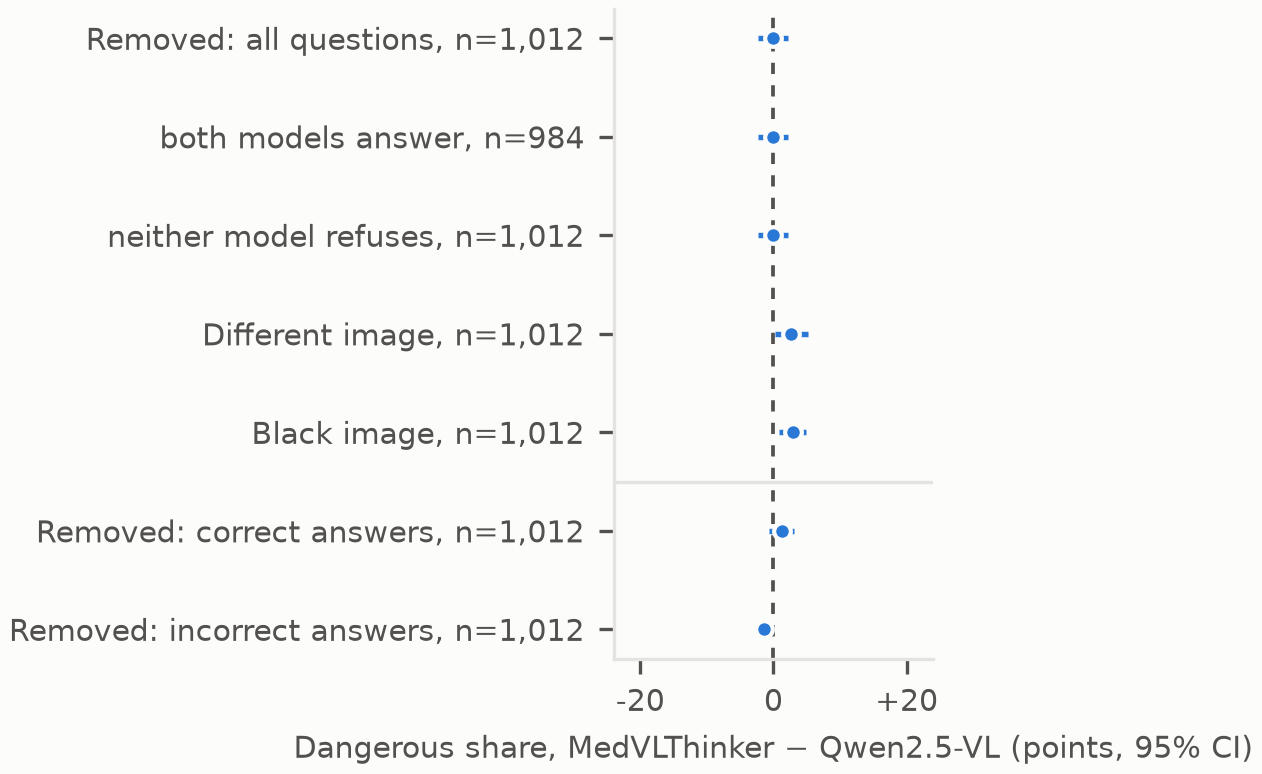 Removed: all questions, n=1,012
both models answer, n=984
neither model refuses, n=1,012
Different image, n=1,012
Black image, n=1,012
Removed: correct answers, n=1,012
Removed: incorrect answers, n=1,012
-20 0 +20
Dangerous share, MedVLThinker − Qwen2.5-VL (points, 95% CI)